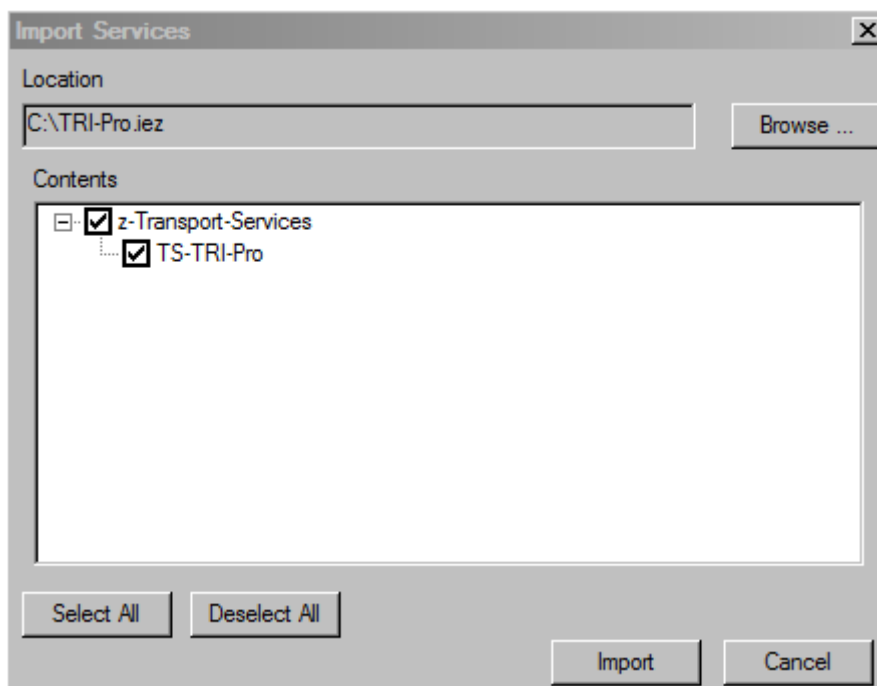 Import Services
Location
C:\TRI-Pro.iez
Browse ...
Contents
z-Transport-Services
TS-TRI-Pro
Select All
Deselect All
Import
Cancel